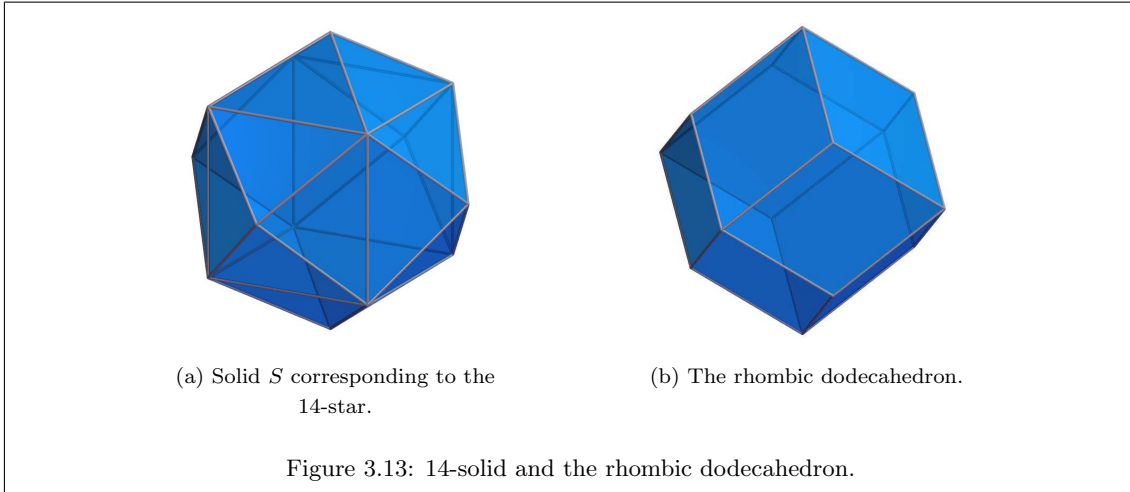 (a) Solid S corresponding to the
14-star.
(b) The rhombic dodecahedron.
Figure 3.13: 14-solid and the rhombic dodecahedron.